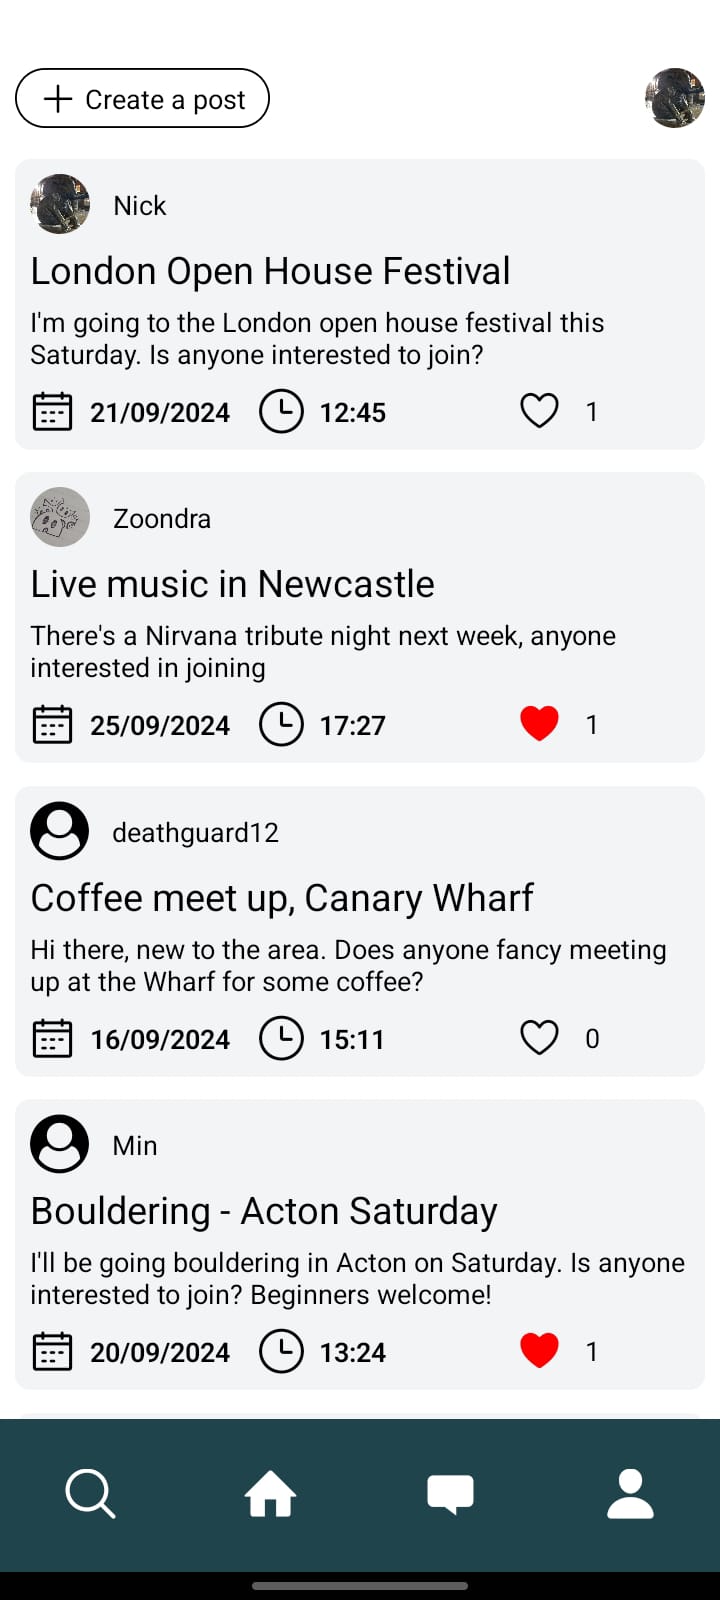 Create a post
Nick
London Open House Festival
I'm going to the London open house festival this
Saturday. Is anyone interested to join?
21/09/2024 12:45 1
Zoondra
Live music in Newcastle
There's a Nirvana tribute night next week, anyone
interested in joining
25/09/2024 17:27 1
deathguard12
Coffee meet up, Canary Wharf
Hi there, new to the area. Does anyone fancy meeting
up at the Wharf for some coffee?
16/09/2024 15:11 0
Min
Bouldering - Acton Saturday
I'll be going bouldering in Acton on Saturday. Is anyone
interested to join? Beginners welcome!
20/09/2024 13:24 1